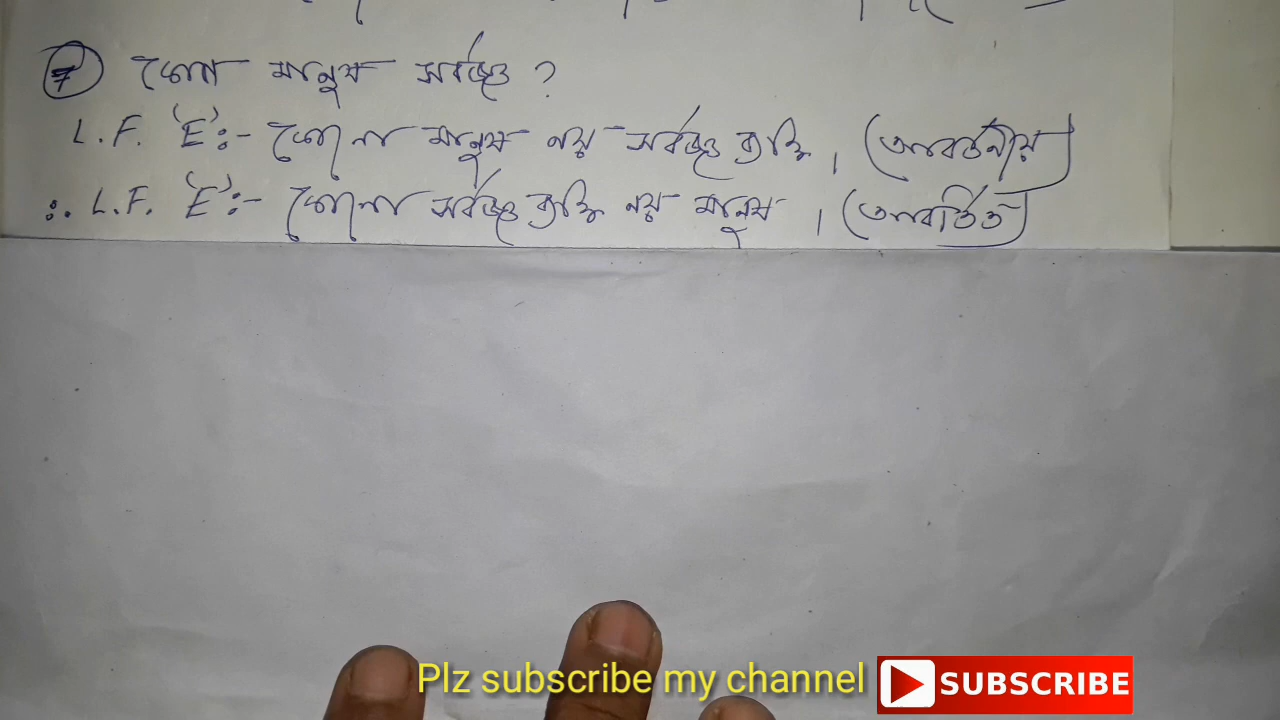 7 কোন মানুষ সর্বজ্ঞ ?
L.F. 'E':- কোনো মানুষ নয় সর্বজ্ঞ ব্যক্তি । (আবর্তনীয়)
∴ L.F. 'E':- কোনো সর্বজ্ঞ ব্যক্তি নয় মানুষ । (আবর্তিত)
Plz subscribe my channel SUBSCRIBE